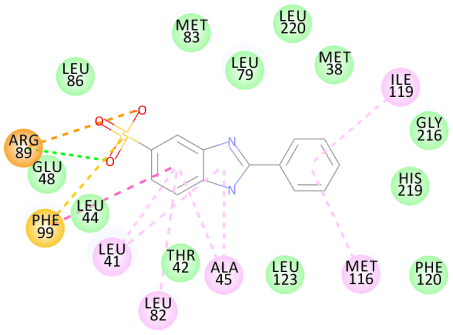 MET
83
LEU
220
LEU
86
LEU
79
MET
38
ILE
119
O
O
O
S
N
N
ARG
89
GLU
48
GLY
216
HIS
219
LEU
44
PHE
99
LEU
41
THR
42
ALA
45
LEU
123
MET
116
PHE
120
LEU
82